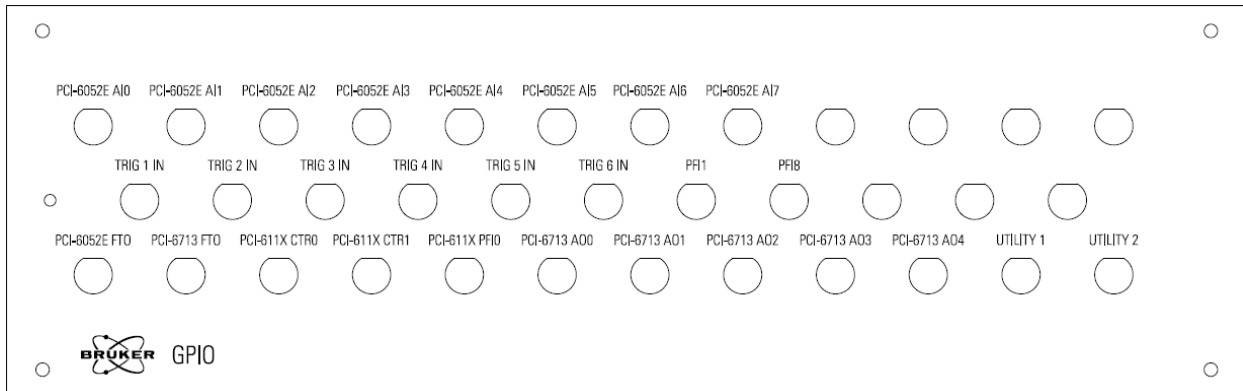 PCI-6052E AI0 PCI-6052E AI1 PCI-6052E AI2 PCI-6052E AI3 PCI-6052E AI4 PCI-6052E AI5 PCI-6052E AI6 PCI-6052E AI7
TRIG 1 IN TRIG 2 IN TRIG 3 IN TRIG 4 IN TRIG 5 IN TRIG 6 IN PFI1 PFI8
PCI-6052E FTO PCI-6713 FTO PCI-611X CTR0 PCI-611X CTR1 PCI-611X PFI0 PCI-6713 AO0 PCI-6713 AO1 PCI-6713 AO2 PCI-6713 AO3 PCI-6713 AO4 UTILITY 1 UTILITY 2
BRUKER GPIO